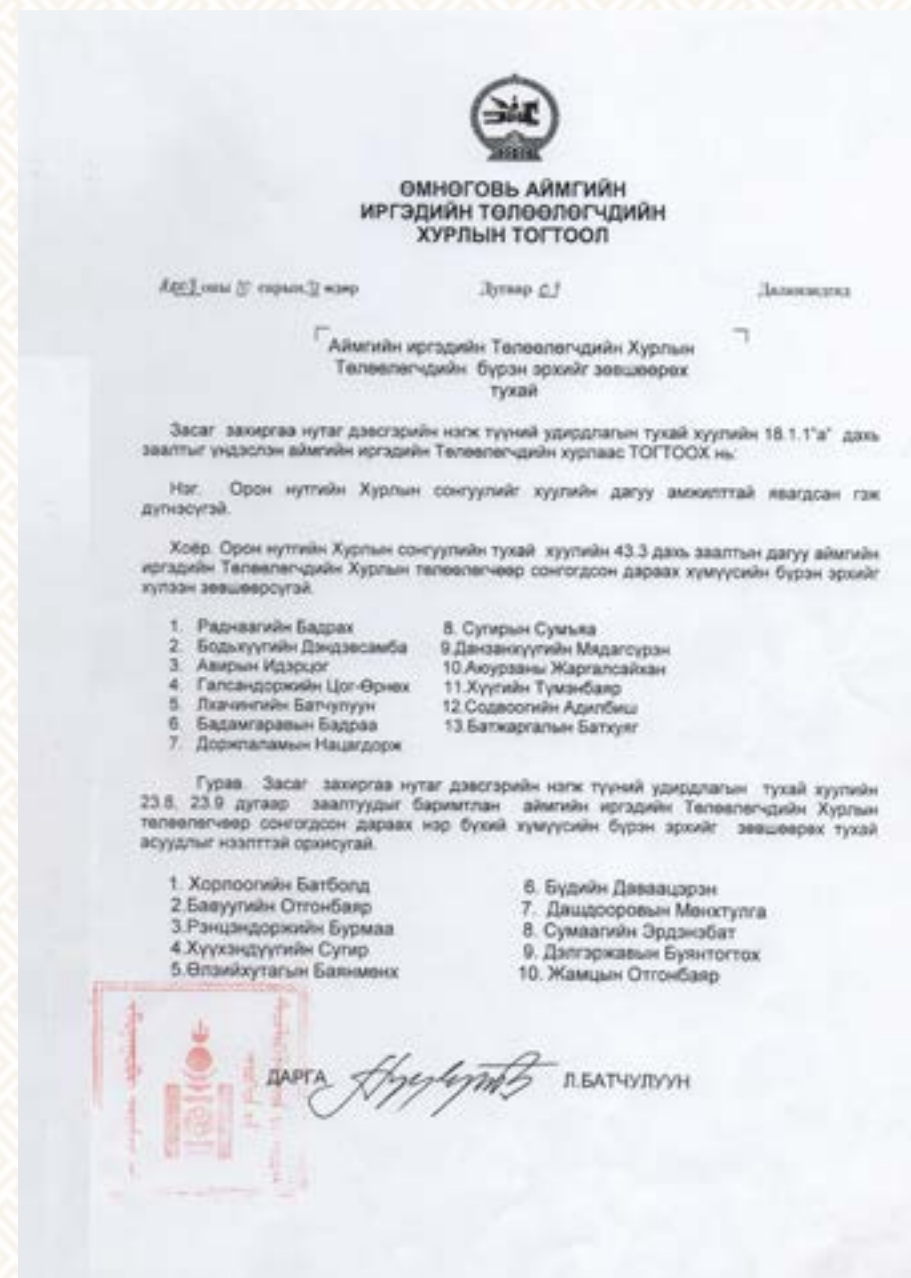 ӨМНӨГОВЬ АЙМГИЙН
ИРГЭДИЙН ТӨЛӨӨЛӨГЧДИЙН
ХУРЛЫН ТОГТООЛ
оны сарын өдөр Дугаар 01 Даланзадгад
Аймгийн иргэдийн Төлөөлөгчдийн Хурлын
Төлөөлөгчдийн бүрэн эрхийг зөвшөөрөх
тухай
Засаг захиргаа нутаг дэвсгэрийн нэгж түүний удирдлагын тухай хуулийн 18.1.1"а" дахь
заалтыг үндэслэн аймгийн иргэдийн Төлөөлөгчдийн хурлаас ТОГТООХ нь:
Нэг. Орон нутгийн Хурлын сонгуулийг хуулийн дагуу амжилттай явагдсан гэж
дүгнэсүгэй.
Хоёр. Орон нутгийн Хурлын сонгуулийн тухай хуулийн 43.3 дахь заалтын дагуу аймгийн
иргэдийн Төлөөлөгчдийн Хурлын төлөөлөгчөөр сонгогдсон дараах хүмүүсийн бүрэн эрхийг
хүлээн зөвшөөрсүгэй.
1. Раднаагийн Бадрах 8. Сугирын Сумъяа
2. Бодьхүүгийн Дэндэвсамба 9.Данзанхүүгийн Мядагсүрэн
3. Авирын Идэрцог 10.Аюурзаны Жаргалсайхан
4. Галсандоржийн Цог-Өрнөх 11.Хүүгийн Түмэнбаяр
5. Лхачингийн Батчулуун 12.Содвоогийн Адилбиш
6. Бадамгаравын Бадраа 13.Батжаргалын Батхуяг
7. Доржпаламын Нацагдорж
Гурав. Засаг захиргаа нутаг дэвсгэрийн нэгж түүний удирдлагын тухай хуулийн
23.8, 23.9 дугаар заалтуудыг баримтлан аймгийн иргэдийн Төлөөлөгчдийн Хурлын
төлөөлөгчөөр сонгогдсон дараах нэр бүхий хүмүүсийн бүрэн эрхийг зөвшөөрөх тухай
асуудлыг нээлттэй орхисугай.
1. Хорлоогийн Батболд 6. Будийн Даваацэрэн
2.Бавуугийн Отгонбаяр 7. Дашдооровын Мөнхтулга
3.Рэнцэндоржийн Бурмаа 8. Сумаагийн Эрдэнэбат
4.Хүүхэндүүгийн Сугир 9. Дэлгэржавын Буянтогтох
5.Өлзийхутагын Баянмөнх 10. Жамцын Отгонбаяр
ДАРГА Л.БАТЧУЛУУН